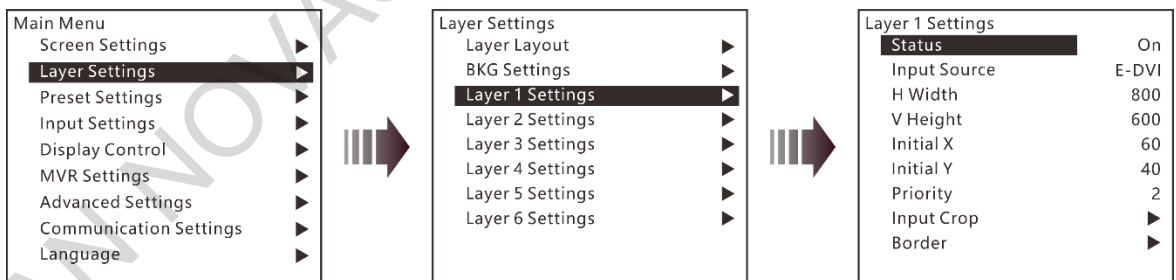 Main Menu
Screen Settings
Layer Settings
Preset Settings
Input Settings
Display Control
MVR Settings
Advanced Settings
Communication Settings
Language
Layer Settings
Layer Layout
BKG Settings
Layer 1 Settings
Layer 2 Settings
Layer 3 Settings
Layer 4 Settings
Layer 5 Settings
Layer 6 Settings
Layer 1 Settings
Status On
Input Source E-DVI
H Width 800
V Height 600
Initial X 60
Initial Y 40
Priority 2
Input Crop
Border